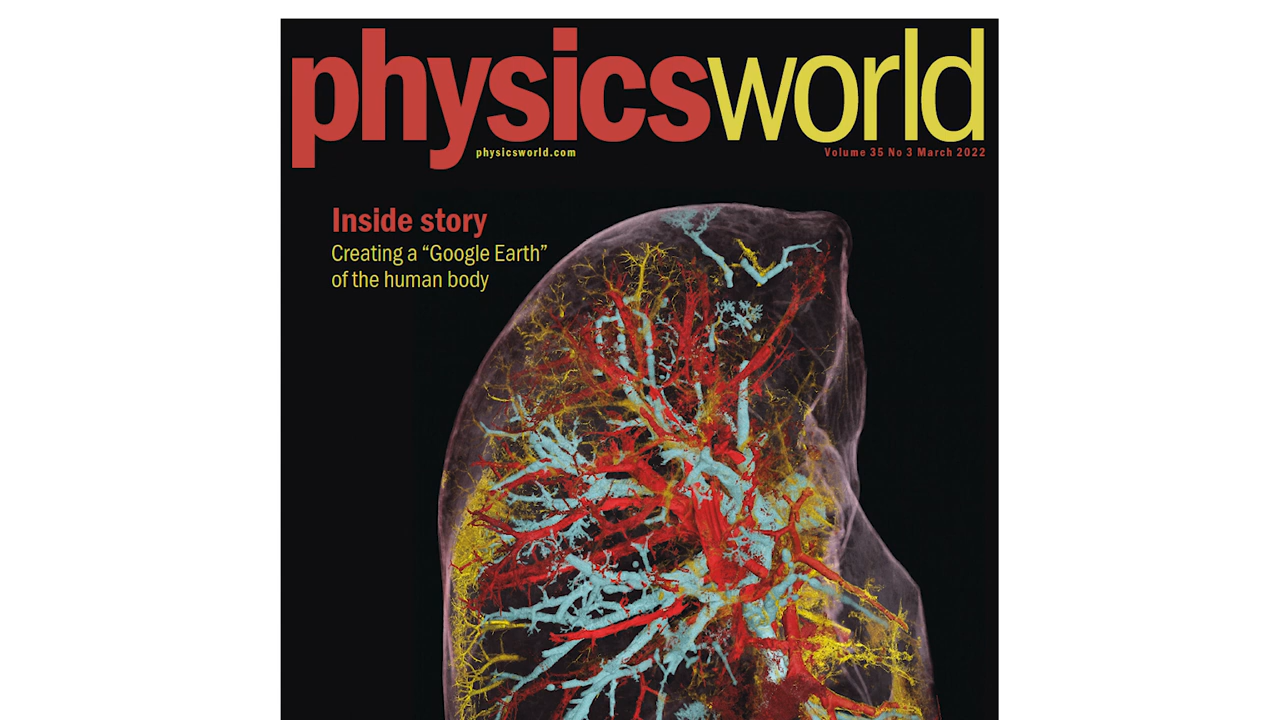 physicsworld
physicsworld.com
Volume 35 No 3 March 2022
Inside story
Creating a “Google Earth”
of the human body